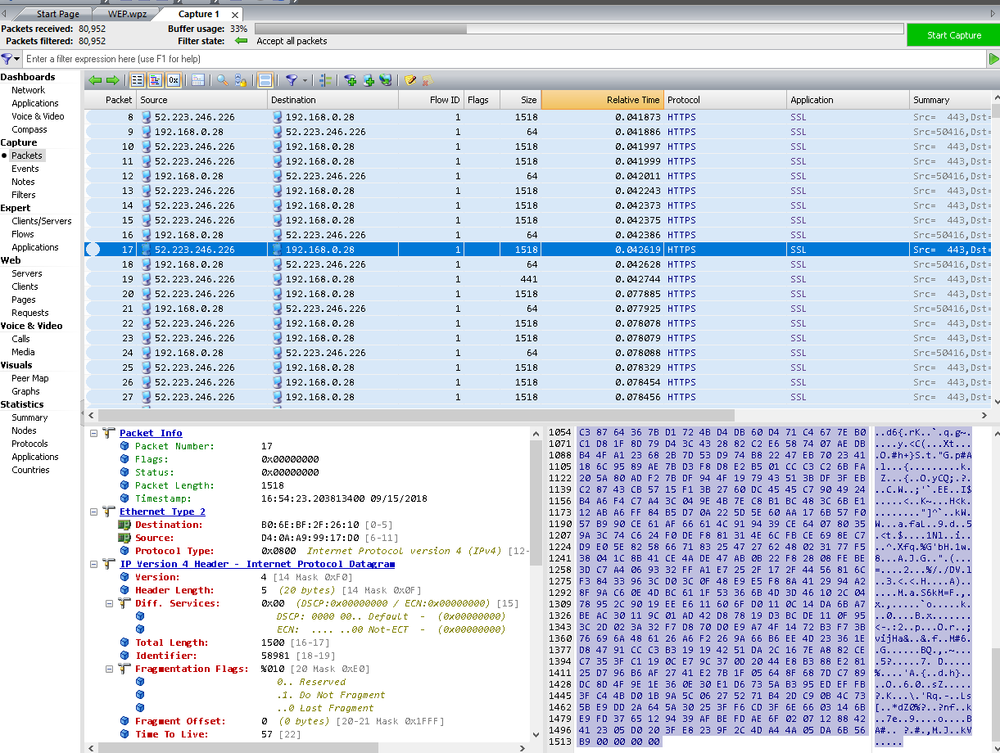 Start Page WEP.wpz Capture 1
Packets received: 80,952 Buffer usage: 33%
Start Capture
Packets filtered: 80,952 Filter state: Accept all packets
Enter a filter expression here (use F1 for help)
Dashboards
Network
Applications
Voice & Video
Compass
Capture
Packets
Events
Notes
Filters
Expert
Clients/Servers
Flows
Applications
Web
Servers
Clients
Pages
Requests
Voice & Video
Calls
Media
Visuals
Peer Map
Graphs
Statistics
Summary
Nodes
Protocols
Applications
Countries
Packet Source Destination Flow ID Flags Size Relative Time Protocol Application Summary
8 52.223.246.226 192.168.0.28 1 1518 0.041873 HTTPS SSL Src= 443,Dst=
9 192.168.0.28 52.223.246.226 1 64 0.041886 HTTPS SSL Src=50416,Dst=
10 52.223.246.226 192.168.0.28 1 1518 0.041997 HTTPS SSL Src= 443,Dst=
11 52.223.246.226 192.168.0.28 1 1518 0.041999 HTTPS SSL Src= 443,Dst=
12 192.168.0.28 52.223.246.226 1 64 0.042011 HTTPS SSL Src=50416,Dst=
13 52.223.246.226 192.168.0.28 1 1518 0.042243 HTTPS SSL Src= 443,Dst=
14 52.223.246.226 192.168.0.28 1 1518 0.042373 HTTPS SSL Src= 443,Dst=
15 52.223.246.226 192.168.0.28 1 1518 0.042375 HTTPS SSL Src= 443,Dst=
16 192.168.0.28 52.223.246.226 1 64 0.042386 HTTPS SSL Src=50416,Dst=
17 52.223.246.226 192.168.0.28 1 1518 0.042619 HTTPS SSL Src= 443,Dst=
18 192.168.0.28 52.223.246.226 1 64 0.042628 HTTPS SSL Src=50416,Dst=
19 52.223.246.226 192.168.0.28 1 441 0.042744 HTTPS SSL Src= 443,Dst=
20 52.223.246.226 192.168.0.28 1 1518 0.077885 HTTPS SSL Src= 443,Dst=
21 192.168.0.28 52.223.246.226 1 64 0.077925 HTTPS SSL Src=50416,Dst=
22 52.223.246.226 192.168.0.28 1 1518 0.078078 HTTPS SSL Src= 443,Dst=
23 52.223.246.226 192.168.0.28 1 1518 0.078079 HTTPS SSL Src= 443,Dst=
24 192.168.0.28 52.223.246.226 1 64 0.078088 HTTPS SSL Src=50416,Dst=
25 52.223.246.226 192.168.0.28 1 1518 0.078329 HTTPS SSL Src= 443,Dst=
26 52.223.246.226 192.168.0.28 1 1518 0.078454 HTTPS SSL Src= 443,Dst=
27 52.223.246.226 192.168.0.28 1 1518 0.078456 HTTPS SSL Src= 443,Dst=
Packet Info
Packet Number: 17
Flags: 0x00000000
Status: 0x00000000
Packet Length: 1518
Timestamp: 16:54:23.203813400 09/15/2018
Ethernet Type 2
Destination: B0:6E:BF:2F:26:10 [0-5]
Source: D4:0A:A9:99:17:D0 [6-11]
Protocol Type: 0x0800 Internet Protocol version 4 (IPv4) [12-
IP Version 4 Header - Internet Protocol Datagram
Version: 4 [14 Mask 0xF0]
Header Length: 5 (20 bytes) [14 Mask 0x0F]
Diff. Services: 0x00 (DSCP:0x00000000 / ECN:0x00000000) [15]
DSCP: 0000 00.. Default - (0x00000000)
ECN: .... ..00 Not-ECT - (0x00000000)
Total Length: 1500 [16-17]
Identifier: 58981 [18-19]
Fragmentation Flags: %010 [20 Mask 0xE0]
0.. Reserved
.1. Do Not Fragment
..0 Last Fragment
Fragment Offset: 0 (0 bytes) [20-21 Mask 0x1FFF]
Time To Live: 57 [22]
1054 C3 87 64 36 7B D1 72 4B D4 DB 60 D4 71 C4 67 7E B0
1071 C1 D8 1F 8D 79 D4 3C 43 28 82 C2 E6 58 74 07 AE DB
1088 B4 4F A1 23 68 2B 7D 53 D9 74 B8 22 47 EB 70 23 41
1105 18 6C 95 89 AE 7B D3 F8 D8 E2 B5 01 CC C3 C2 6B FA
1122 20 5A 80 AD F2 7B DF 94 4F 19 79 43 51 3B DF 3F EB
1139 C2 87 43 CB 57 15 F1 3B 27 60 DC 45 45 C7 90 49 24
1156 B4 A6 F4 C7 A4 3C 04 9E 4B 7E C8 B1 BC 48 3C 6B E1
1173 12 AB A6 FF 84 B5 D7 0A 22 5D 5E 60 AA 17 6B 57 F0
1190 57 B9 90 CE 61 AF 66 61 4C 91 94 39 CE 64 07 80 35
1207 9A 3C 74 C6 24 F0 DE F8 81 31 4E 6C FB CE 69 8E C7
1224 D9 E0 5E 82 58 66 71 83 25 47 27 62 48 02 31 77 F5
1241 38 04 1C 8B 41 CE 4A DE 47 AB 0B 22 F8 28 08 FE BE
1258 3D C7 A4 06 93 32 FF A1 E7 25 2F 17 2F 44 56 81 6C
1275 F3 84 33 96 3C D0 3C 0F 48 E9 E5 F8 8A 41 29 94 A2
1292 8F 9A C6 0E 4D BC 61 1F 53 36 6B 4D 3D 46 10 2C 04
1309 78 95 2C 90 19 EE E6 11 60 6F D0 11 0C 14 DA 6B A7
1326 BE AC 30 11 9C 01 AD 42 D8 78 19 D3 BC DE 11 0F 95
1343 3C 2D 02 3A 32 F7 D8 70 D0 E9 A7 4F 14 72 B3 F7 3B
1360 76 69 6A 48 61 26 A6 F2 26 9A 66 B6 EE 4D 23 36 1E
1377 D8 47 91 CC C3 B3 19 19 42 51 DA 2C 16 7E A8 82 CE
1394 C7 35 3F C1 19 0C E7 9C 37 0D 20 44 E8 B3 88 E2 81
1411 25 D7 96 B6 AF 27 41 E2 7B 1F 05 64 8F 68 7D C7 89
1428 DC 8D 4F 9E 1E 36 0E 30 E1 D6 73 5A B3 95 ED EF FB
1445 3F C4 4B D0 1B 9A 5C 06 27 52 71 B4 2D C9 0B 4C 73
1462 5B E9 DD 2A 64 5A 30 25 3F F6 CD 3F 6E 66 03 14 6B
1479 E9 FD 37 65 12 94 39 AF BE FD AE 6F 02 07 12 88 42
1496 41 23 05 D0 20 3F E8 23 9F 2C 4D A4 4A 05 DA 6B 56
1513 B9 00 00 00 00